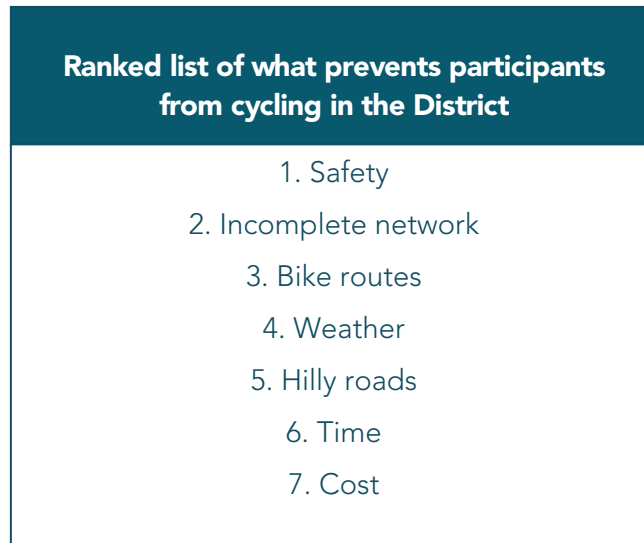 Ranked list of what prevents participants
from cycling in the District
1. Safety
2. Incomplete network
3. Bike routes
4. Weather
5. Hilly roads
6. Time
7. Cost